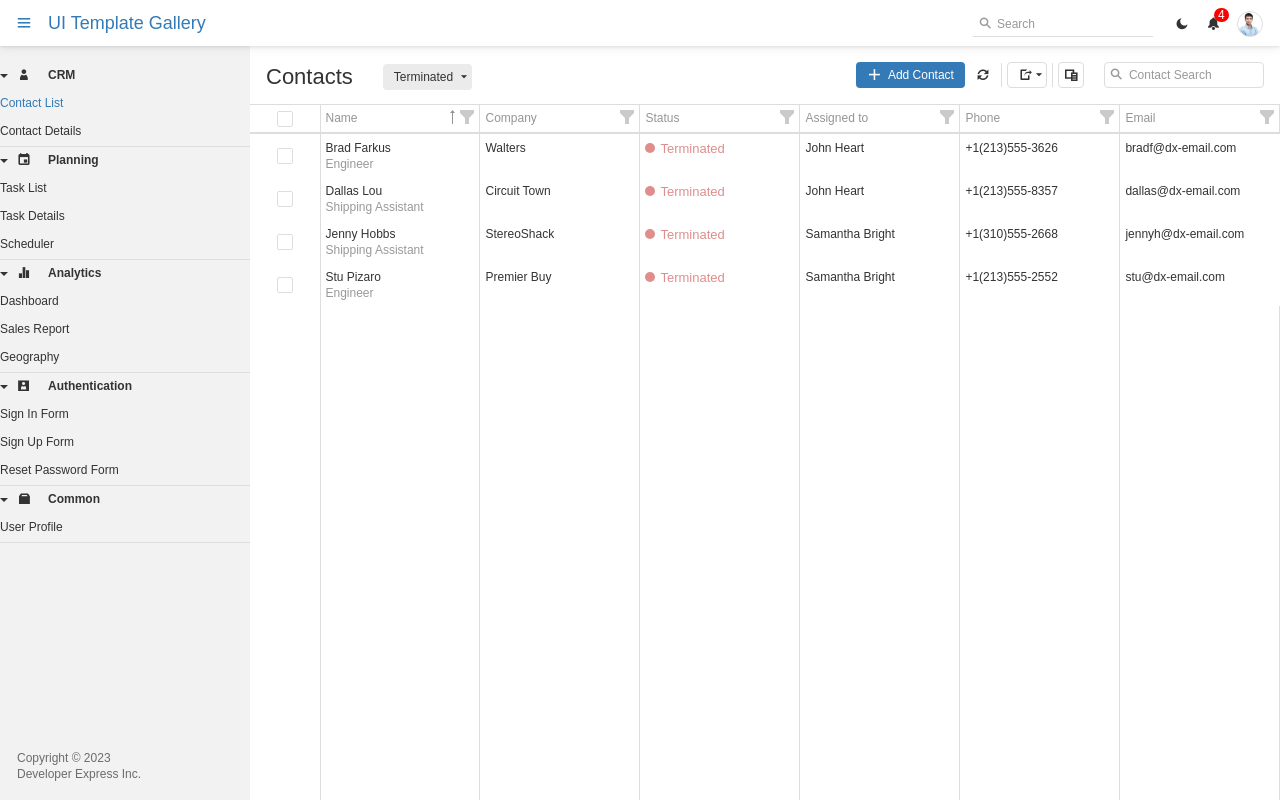 UI Template Gallery
Search
4
CRM
Contact List
Contact Details
Planning
Task List
Task Details
Scheduler
Analytics
Dashboard
Sales Report
Geography
Authentication
Sign In Form
Sign Up Form
Reset Password Form
Common
User Profile
Copyright © 2023
Developer Express Inc.
Contacts
Terminated
Add Contact
Contact Search
Name Company Status Assigned to Phone Email
Brad Farkus Walters Terminated John Heart +1(213)555-3626 bradf@dx-email.com
Engineer
Dallas Lou Circuit Town Terminated John Heart +1(213)555-8357 dallas@dx-email.com
Shipping Assistant
Jenny Hobbs StereoShack Terminated Samantha Bright +1(310)555-2668 jennyh@dx-email.com
Shipping Assistant
Stu Pizaro Premier Buy Terminated Samantha Bright +1(213)555-2552 stu@dx-email.com
Engineer